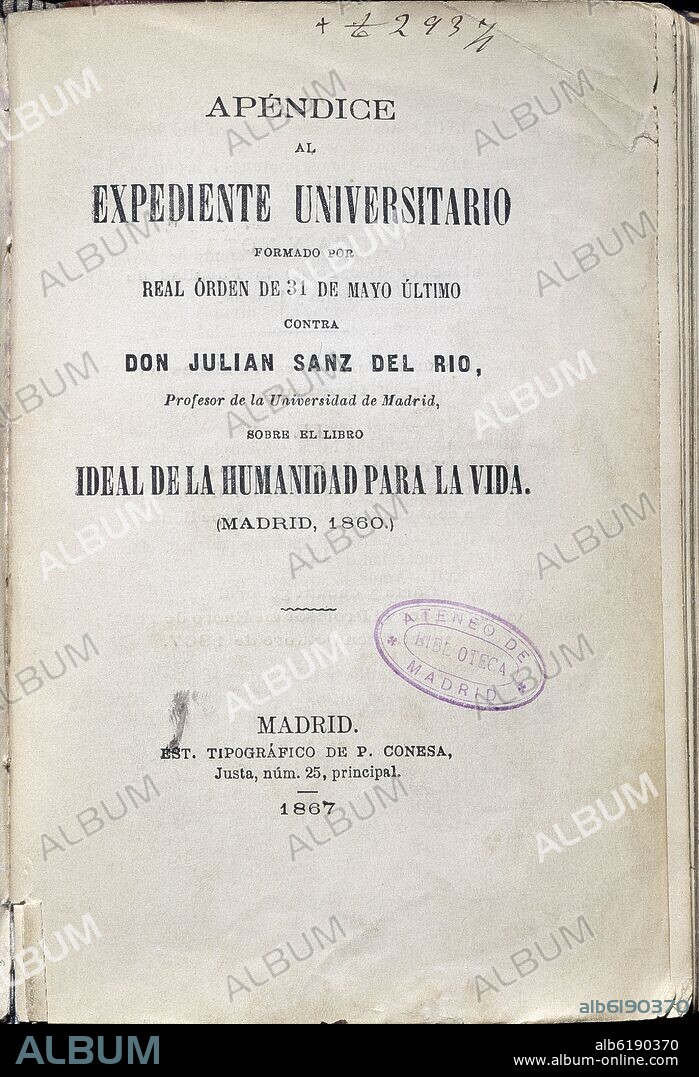 APÉNDICE
AL
EXPEDIENTE UNIVERSITARIO
FORMADO POR
REAL ÓRDEN DE 31 DE MAYO ÚLTIMO
CONTRA
DON JULIAN SANZ DEL RIO,
Profesor de la Universidad de Madrid,
SOBRE EL LIBRO
IDEAL DE LA HUMANIDAD PARA LA VIDA.
(MADRID, 1860.)
ATENEO DE
BIBLIOTECA
MADRID
MADRID.
EST. TIPOGRÁFICO DE P. CONESA,
Justa, núm. 25, principal.
1867
alb6190370
ALBUM
alb6190370
www.album-online.com